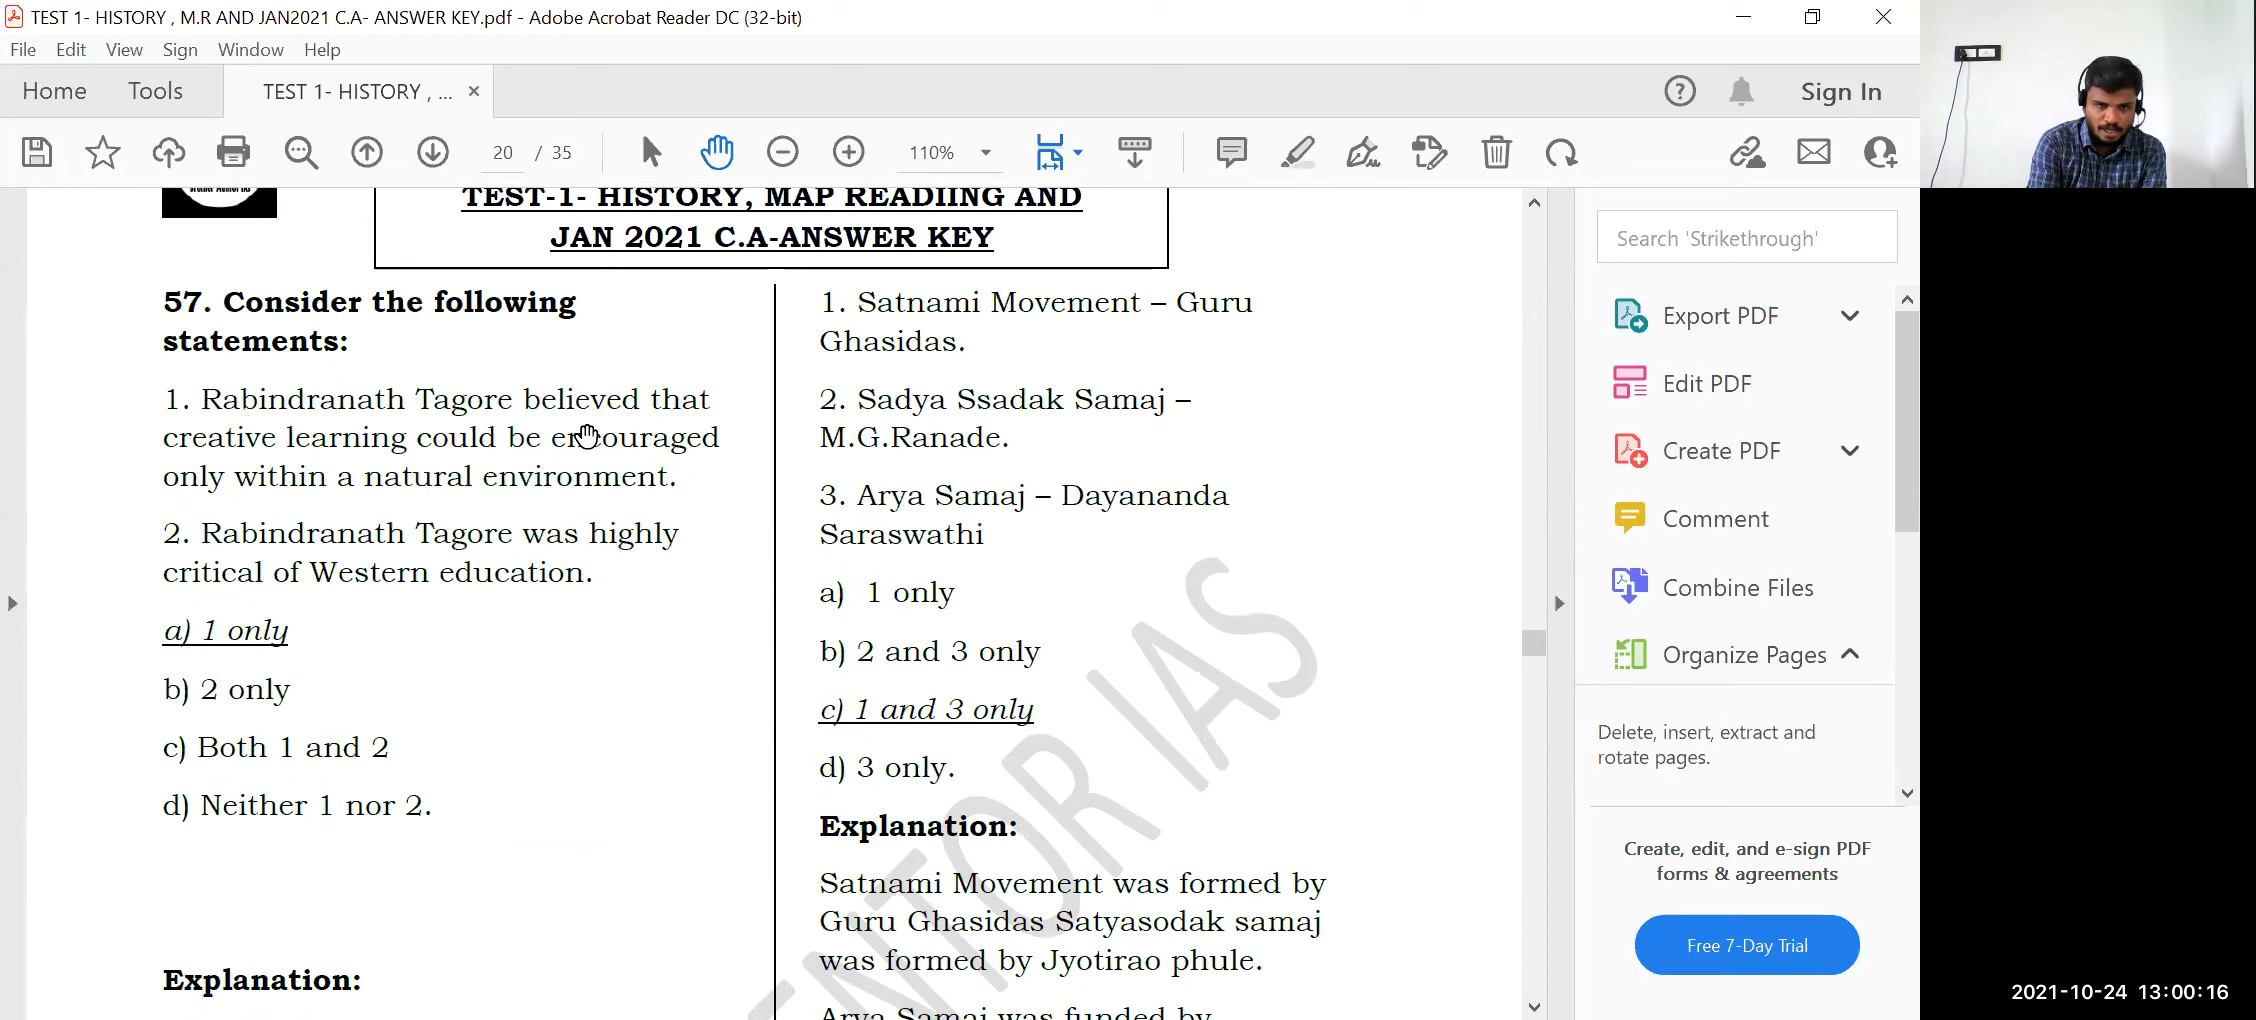 TEST 1- HISTORY , M.R AND JAN2021 C.A- ANSWER KEY.pdf - Adobe Acrobat Reader DC (32-bit)
File Edit View Sign Window Help
Home Tools TEST 1- HISTORY , ... × Sign In
20 / 35 110%
TEST-1- HISTORY, MAP READIING AND
JAN 2021 C.A-ANSWER KEY
57. Consider the following
statements:
1. Rabindranath Tagore believed that
creative learning could be encouraged
only within a natural environment.
2. Rabindranath Tagore was highly
critical of Western education.
a) 1 only
b) 2 only
c) Both 1 and 2
d) Neither 1 nor 2.
Explanation:
1. Satnami Movement – Guru
Ghasidas.
2. Sadya Ssadak Samaj –
M.G.Ranade.
3. Arya Samaj – Dayananda
Saraswathi
a) 1 only
b) 2 and 3 only
c) 1 and 3 only
d) 3 only.
Explanation:
Satnami Movement was formed by
Guru Ghasidas Satyasodak samaj
was formed by Jyotirao phule.
Arya Samaj was funded by
ENTOR IAS
Search 'Strikethrough'
Export PDF
Edit PDF
Create PDF
Comment
Combine Files
Organize Pages
Delete, insert, extract and
rotate pages.
Create, edit, and e-sign PDF
forms & agreements
Free 7-Day Trial
2021-10-24 13:00:16